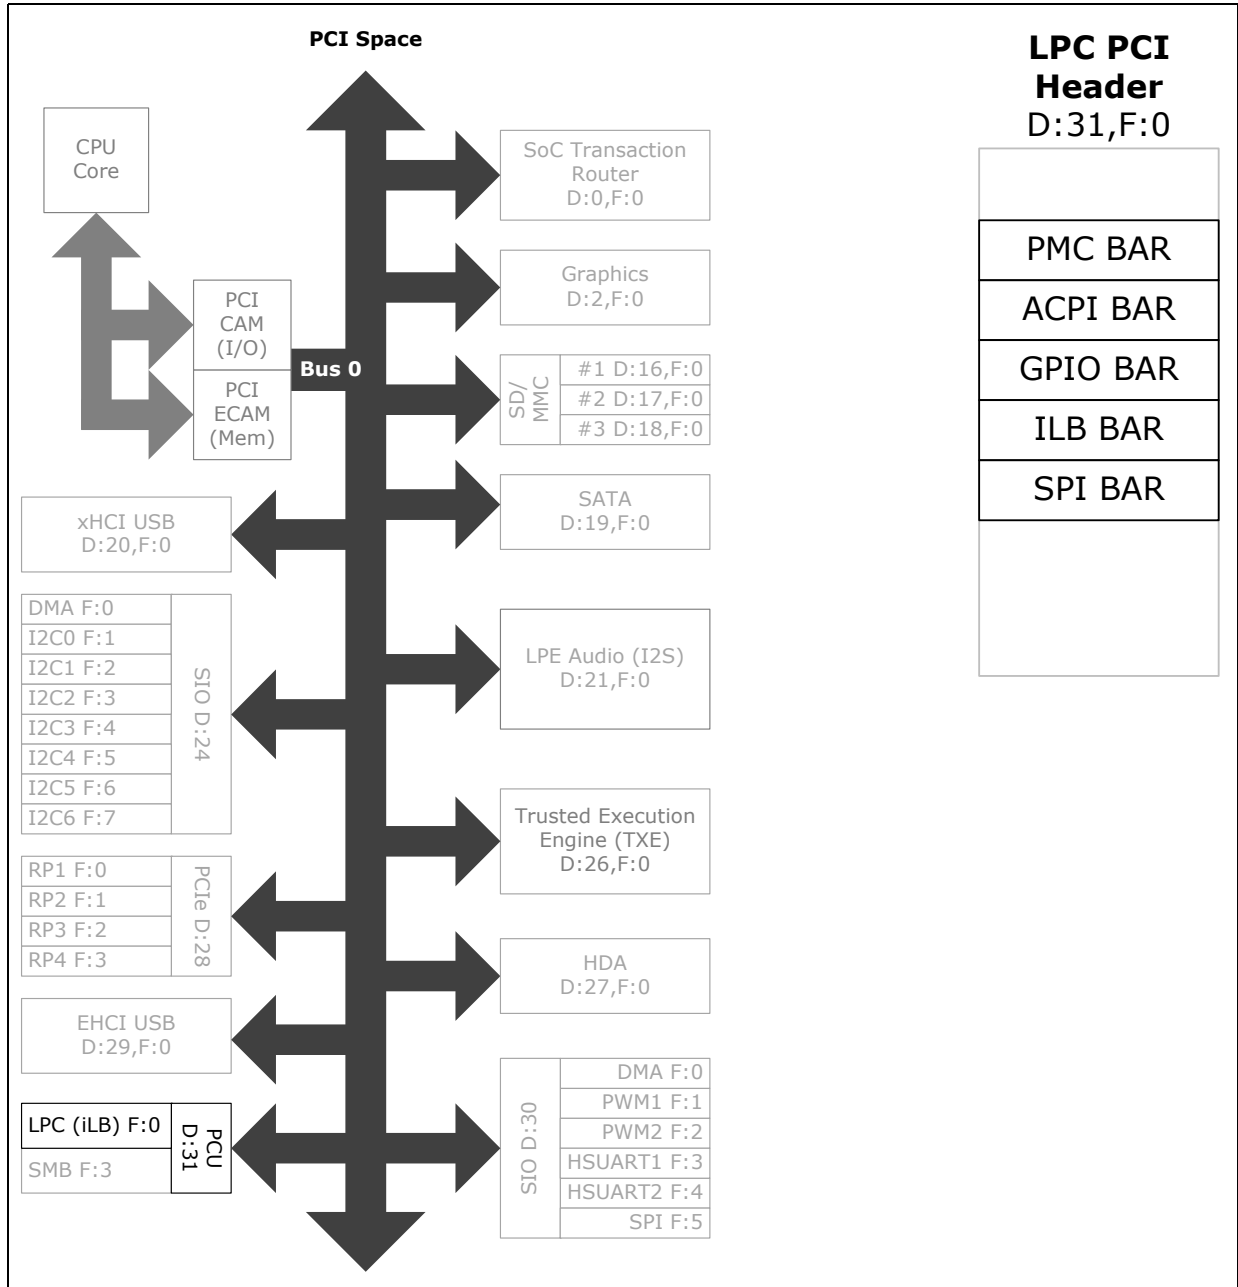 PCI Space
LPC PCI
Header
D:31,F:0
PMC BAR
ACPI BAR
GPIO BAR
ILB BAR
SPI BAR
CPU
Core
PCI
CAM
(I/O)
PCI
ECAM
(Mem)
Bus 0
SoC Transaction
Router
D:0,F:0
Graphics
D:2,F:0
SD/
MMC
#1 D:16,F:0
#2 D:17,F:0
#3 D:18,F:0
SATA
D:19,F:0
xHCI USB
D:20,F:0
DMA F:0
I2C0 F:1
I2C1 F:2
I2C2 F:3
I2C3 F:4
I2C4 F:5
I2C5 F:6
I2C6 F:7
SIO D:24
LPE Audio (I2S)
D:21,F:0
Trusted Execution
Engine (TXE)
D:26,F:0
RP1 F:0
RP2 F:1
RP3 F:2
RP4 F:3
PCIe D:28
HDA
D:27,F:0
EHCI USB
D:29,F:0
LPC (iLB) F:0
SMB F:3
PCU
D:31
SIO D:30
DMA F:0
PWM1 F:1
PWM2 F:2
HSUART1 F:3
HSUART2 F:4
SPI F:5